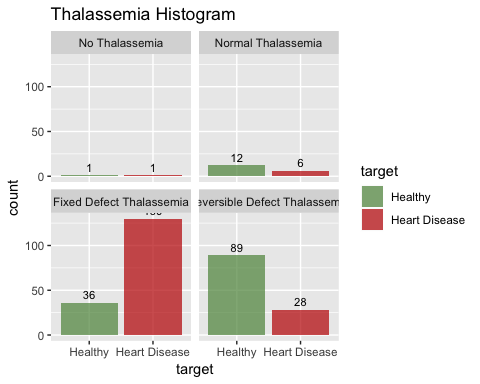 Thalassemia Histogram
No Thalassemia
Normal Thalassemia
100
50
0
1
1
12
6
Fixed Defect Thalassemia
eversible Defect Thalassem
100
50
0
36
89
28
Healthy
Heart Disease
Healthy
Heart Disease
target
count
target
Healthy
Heart Disease